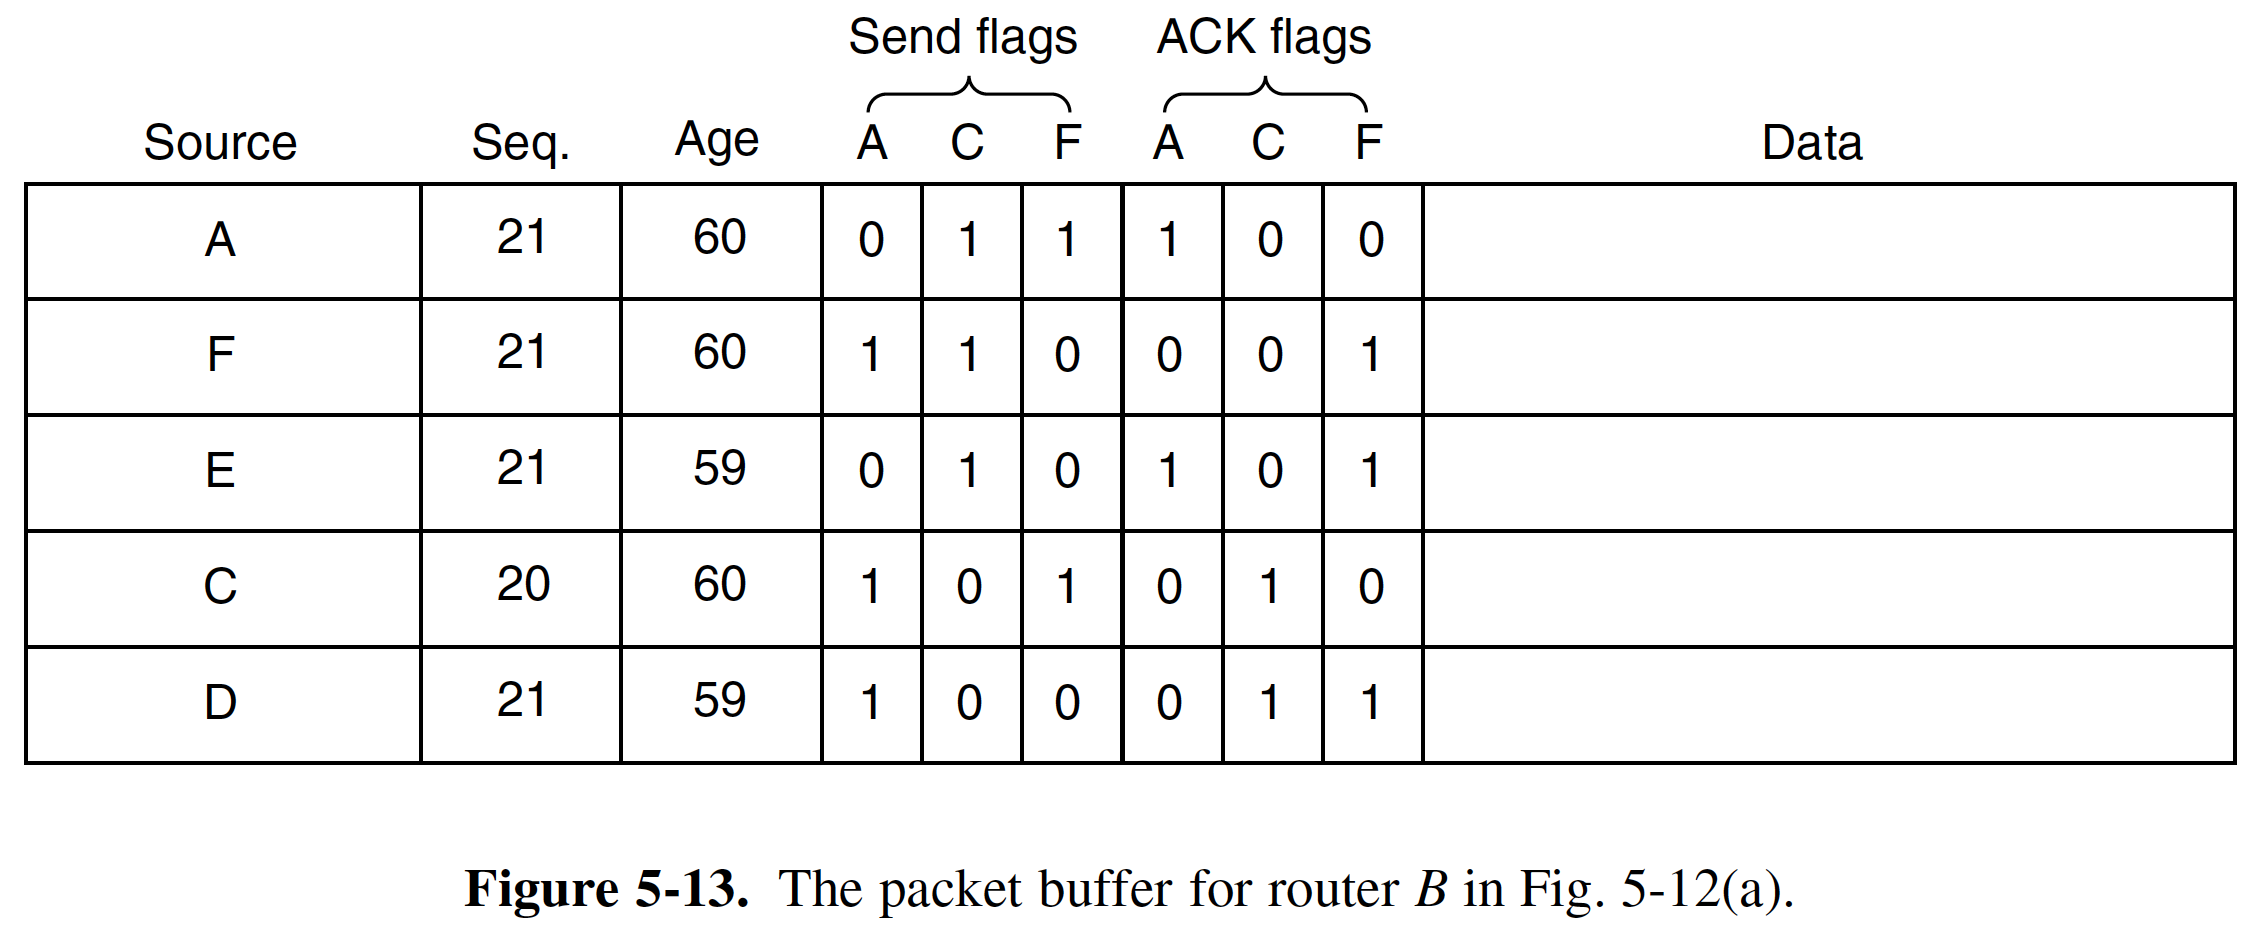 Send flags ACK flags
Source Seq. Age A C F A C F Data
A 21 60 0 1 1 1 0 0
F 21 60 1 1 0 0 0 1
E 21 59 0 1 0 1 0 1
C 20 60 1 0 1 0 1 0
D 21 59 1 0 0 0 1 1
Figure 5-13. The packet buffer for router B in Fig. 5-12(a).